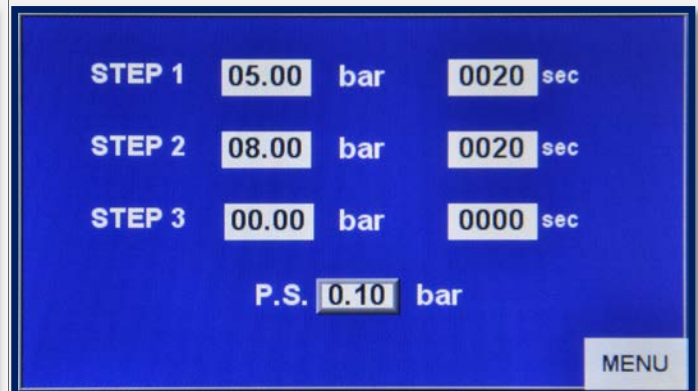 STEP 1 05.00 bar 0020 sec
STEP 2 08.00 bar 0020 sec
STEP 3 00.00 bar 0000 sec
P.S. 0.10 bar
MENU